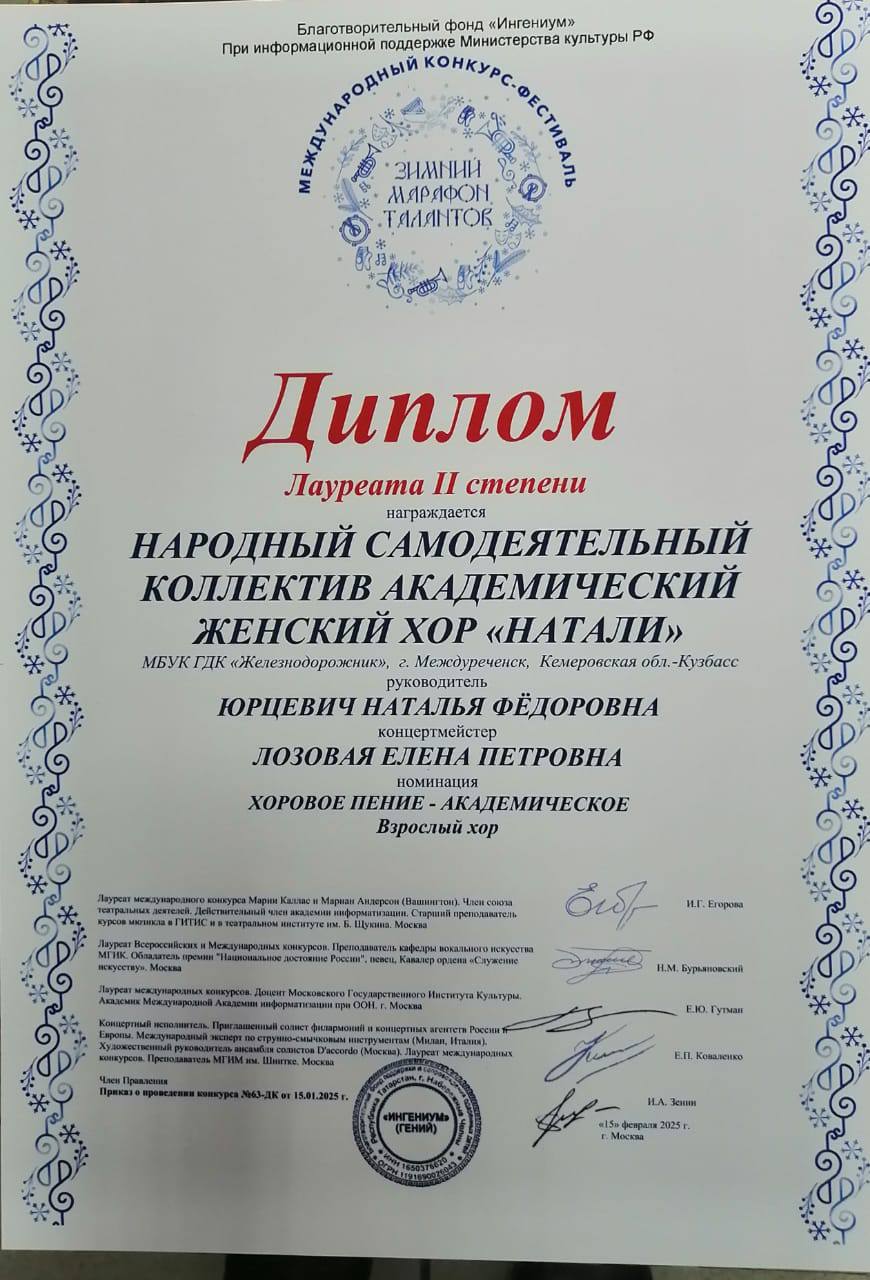 Благотворительный фонд «Ингениум»
При информационной поддержке Министерства культуры РФ
МЕЖДУНАРОДНЫЙ КОНКУРС-ФЕСТИВАЛЬ
ЗИМНИЙ
МАРАФОН
ТАЛАНТОВ
Диплом
Лауреата II степени
награждается
НАРОДНЫЙ САМОДЕЯТЕЛЬНЫЙ
КОЛЛЕКТИВ АКАДЕМИЧЕСКИЙ
ЖЕНСКИЙ ХОР «НАТАЛИ»
МБУК ГДК «Железнодорожник», г. Междуреченск, Кемеровская обл.-Кузбасс
руководитель
ЮРЦЕВИЧ НАТАЛЬЯ ФЁДОРОВНА
концертмейстер
ЛОЗОВАЯ ЕЛЕНА ПЕТРОВНА
номинация
ХОРОВОЕ ПЕНИЕ - АКАДЕМИЧЕСКОЕ
Взрослый хор
Лауреат международного конкурса Марии Каллас и Мариан Андерсон (Вашингтон). Член союза
театральных деятелей. Действительный член академии информатизации. Старший преподаватель
курсов мюзикла в ГИТИС и в театральном институте им. Б. Щукина. Москва
И.Г. Егорова
Лауреат Всероссийских и Международных конкурсов. Преподаватель кафедры вокального искусства
МГИК. Обладатель премии "Национальное достояние России", певец, Кавалер ордена «Служение
искусству». Москва
Н.М. Бурьяновский
Лауреат международных конкурсов. Доцент Московского Государственного Института Культуры.
Академик Международной Академии информатизации при ООН. г. Москва
Е.Ю. Гутман
Концертный исполнитель. Приглашенный солист филармоний и концертных агентств России и
Европы. Международный эксперт по струнно-смычковым инструментам (Милан, Италия).
Художественный руководитель ансамбля солистов D'accordo (Москва). Лауреат международных
конкурсов. Преподаватель МГИМ им. Шнитке. Москва
Е.П. Коваленко
Член Правления
И.А. Зенин
Приказ о проведении конкурса №63-ДК от 15.01.2025 г.
«15» февраля 2025 г.
г. Москва
Республика Татарстан, г. Набережные Челны
«ИНГЕНИУМ»
(ГЕНИЙ)
ИНН 1650376620
ОГРН 1191690026043